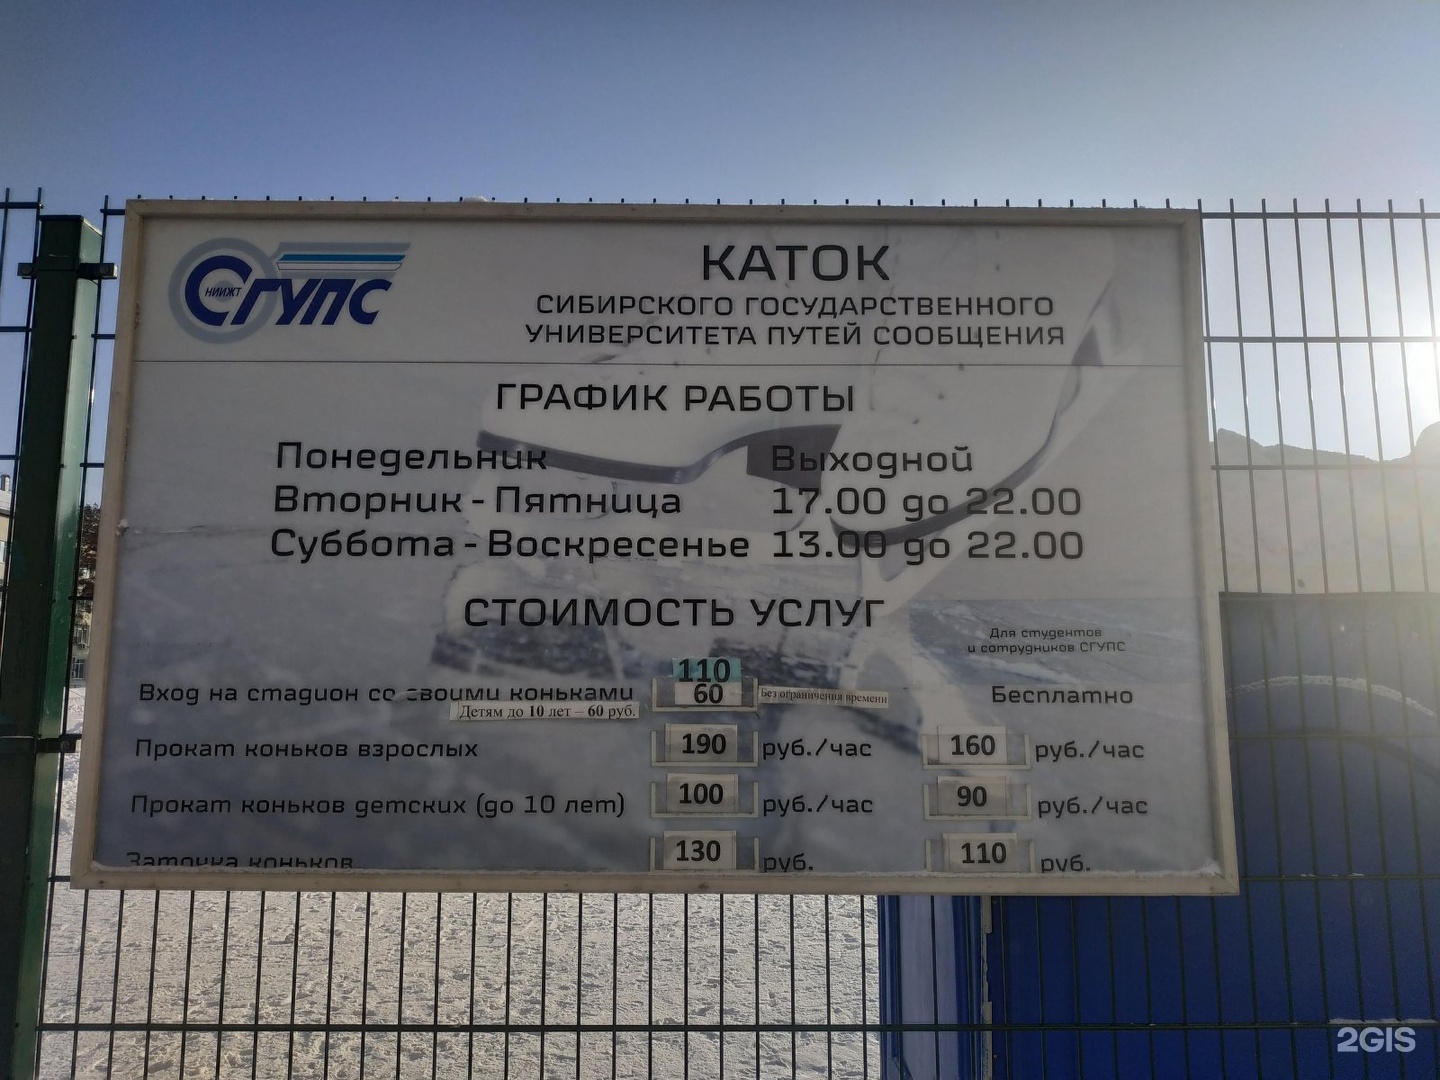 СГУПС
НИИЖТ
КАТОК
СИБИРСКОГО ГОСУДАРСТВЕННОГО
УНИВЕРСИТЕТА ПУТЕЙ СООБЩЕНИЯ
ГРАФИК РАБОТЫ
Понедельник Выходной
Вторник - Пятница 17.00 до 22.00
Суббота - Воскресенье 13.00 до 22.00
СТОИМОСТЬ УСЛУГ
Для студентов
и сотрудников СГУПС
110
Вход на стадион со своими коньками 60 Без ограничения времени Бесплатно
Детям до 10 лет – 60 руб.
Прокат коньков взрослых 190 руб./час 160 руб./час
Прокат коньков детских (до 10 лет) 100 руб./час 90 руб./час
Заточка коньков 130 руб. 110 руб.
2GIS